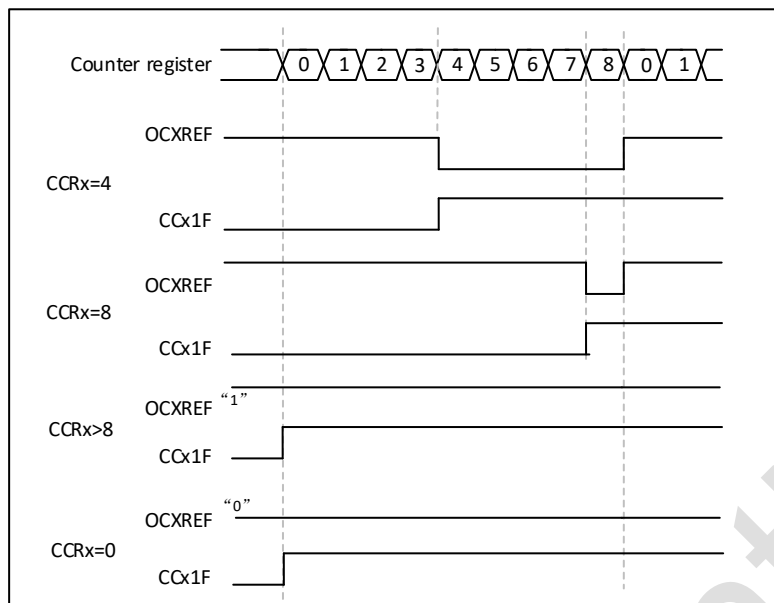 Counter register 0 1 2 3 4 5 6 7 8 0 1
OCXREF
CCRx=4
CCx1F
OCXREF
CCRx=8
CCx1F
OCXREF “1”
CCRx>8
CCx1F
OCXREF “0”
CCRx=0
CCx1F